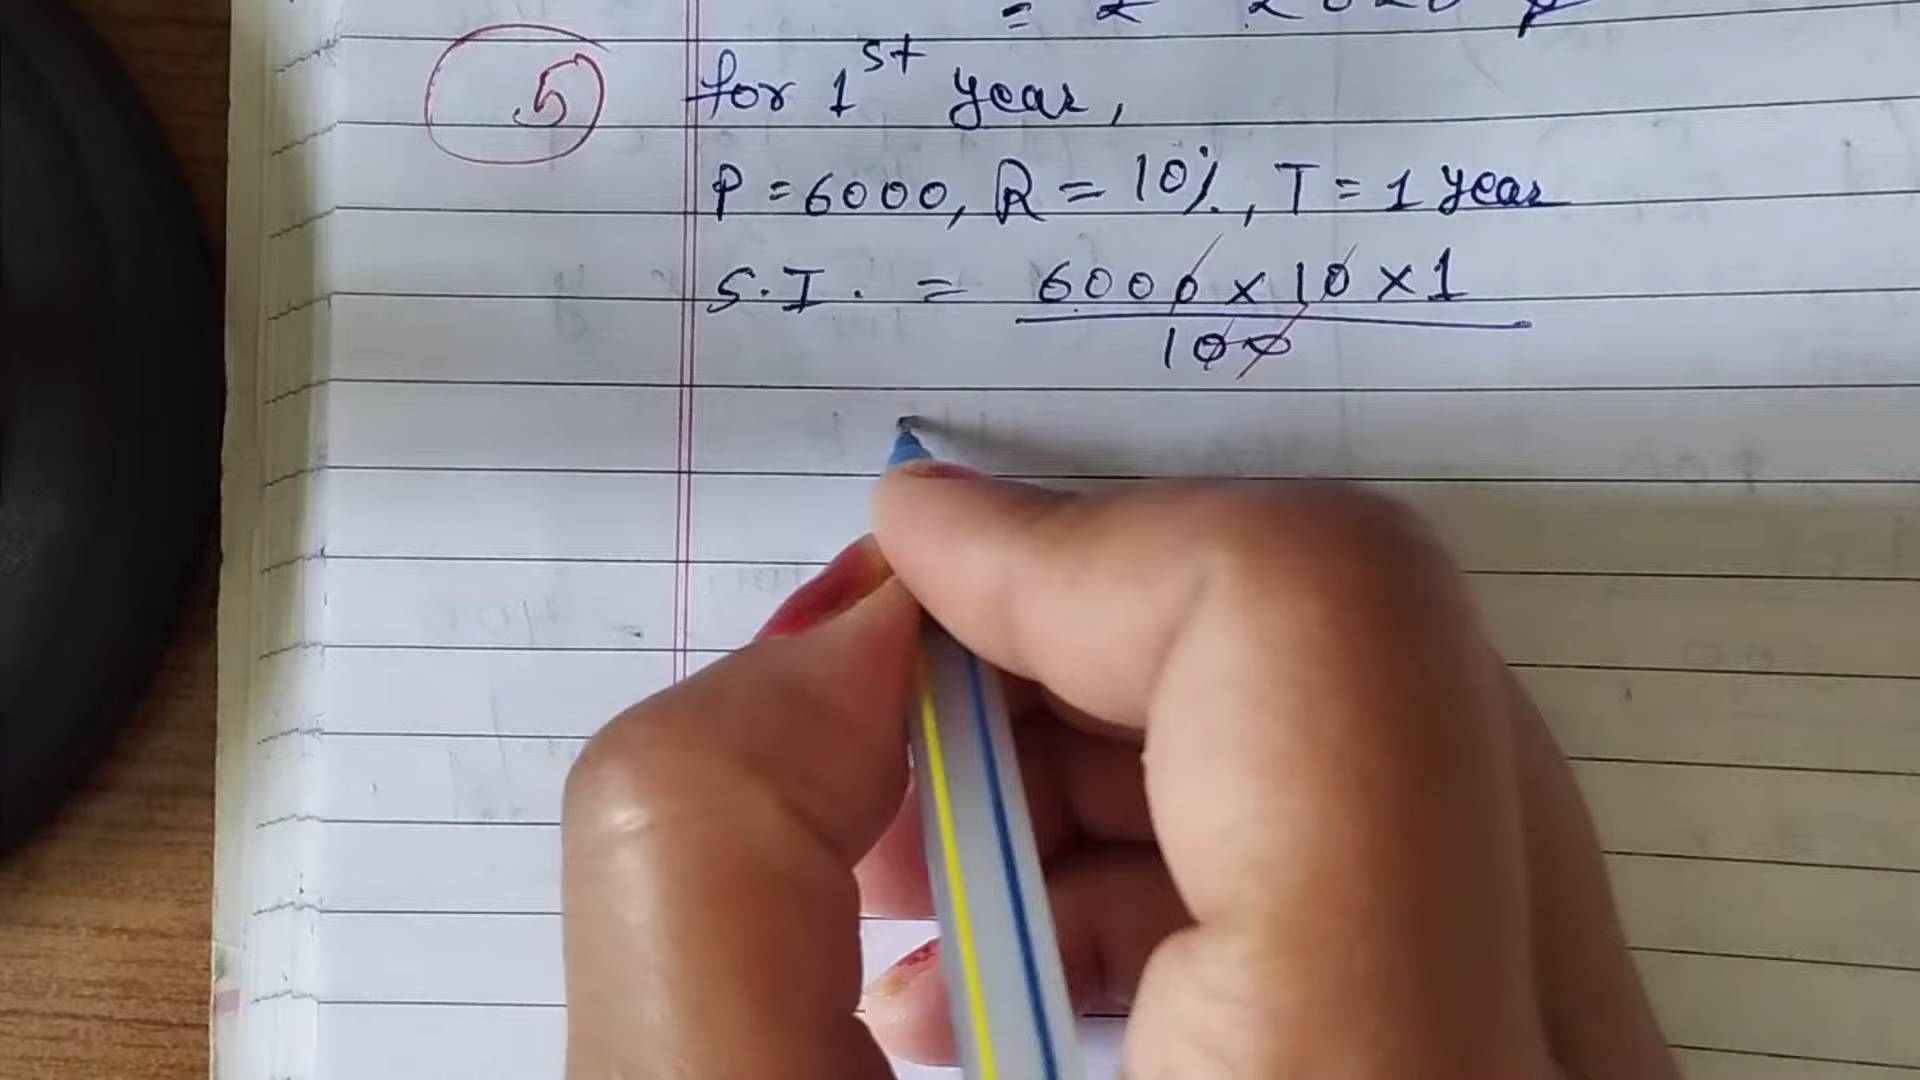 5 for 1st year,
P = 6000, R = 10%, T = 1 year
S.I. = 6000 x 10 x 1
100